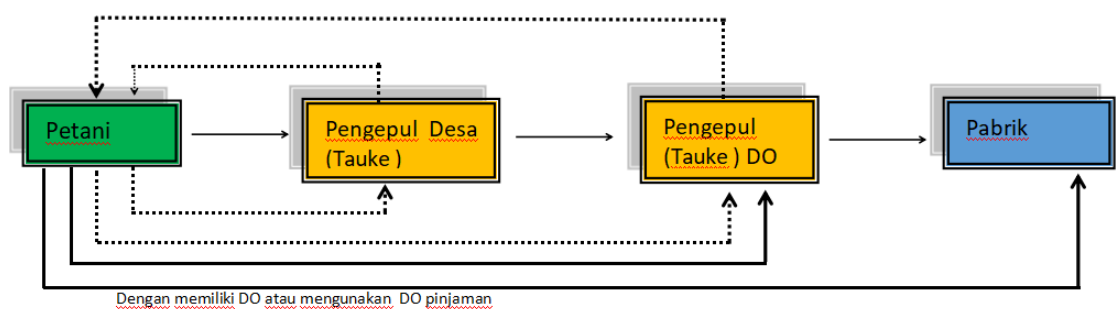 Petani
Pengepul Desa
(Tauke )
Pengepul
(Tauke ) DO
Pabrik
Dengan memiliki DO atau mengunakan DO pinjaman